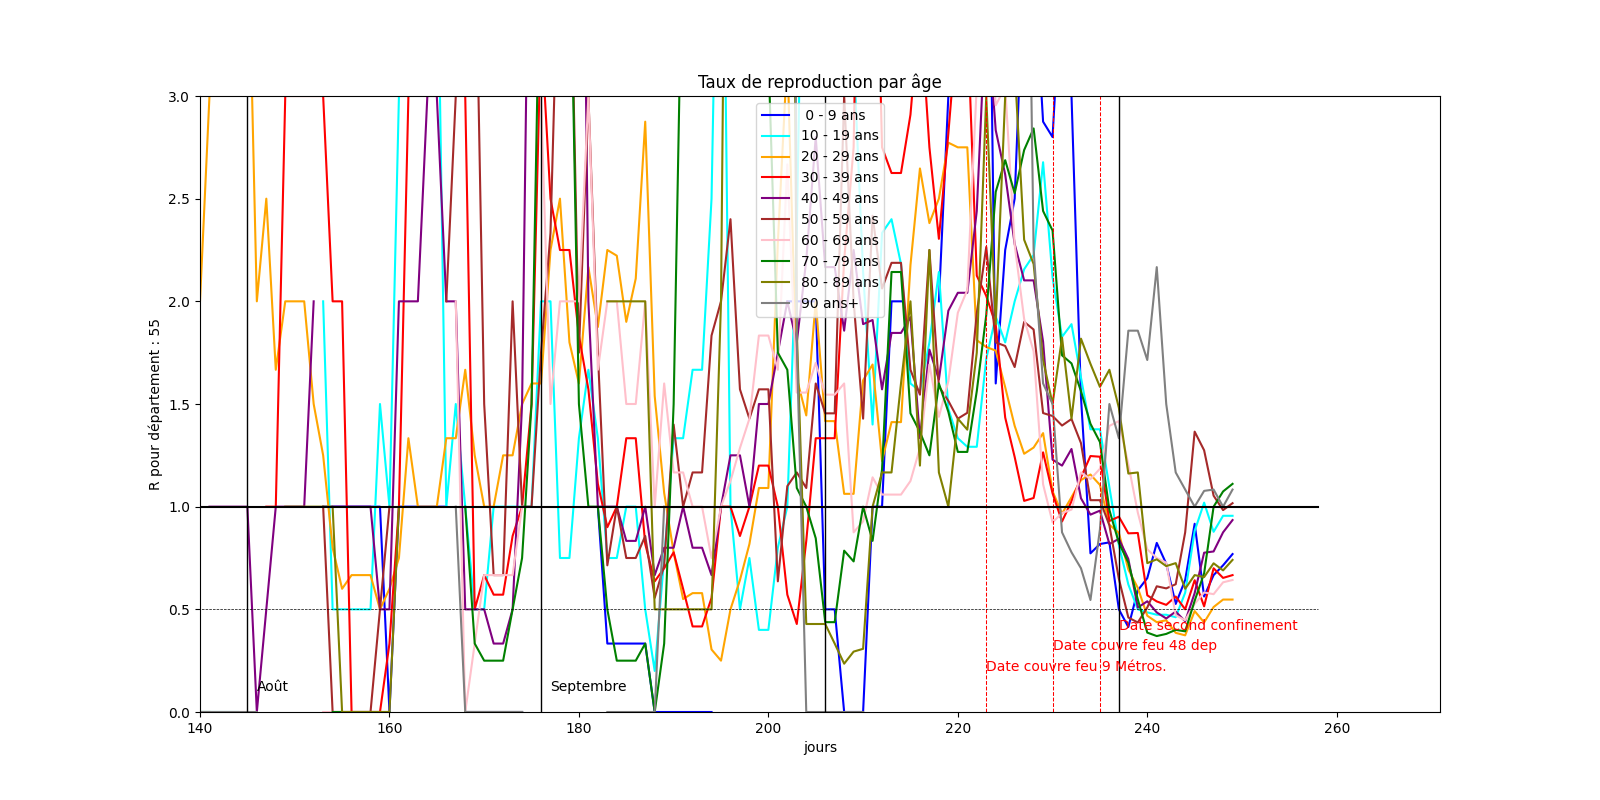 Taux de reproduction par âge
3.0
2.5
2.0
1.5
1.0
0.5
0.0
R pour département : 55
0 - 9 ans
10 - 19 ans
20 - 29 ans
30 - 39 ans
40 - 49 ans
50 - 59 ans
60 - 69 ans
70 - 79 ans
80 - 89 ans
90 ans+
Date second confinement
Date couvre feu 48 dep
Date couvre feu 9 Métros.
Août
Septembre
140 160 180 200 220 240 260
jours